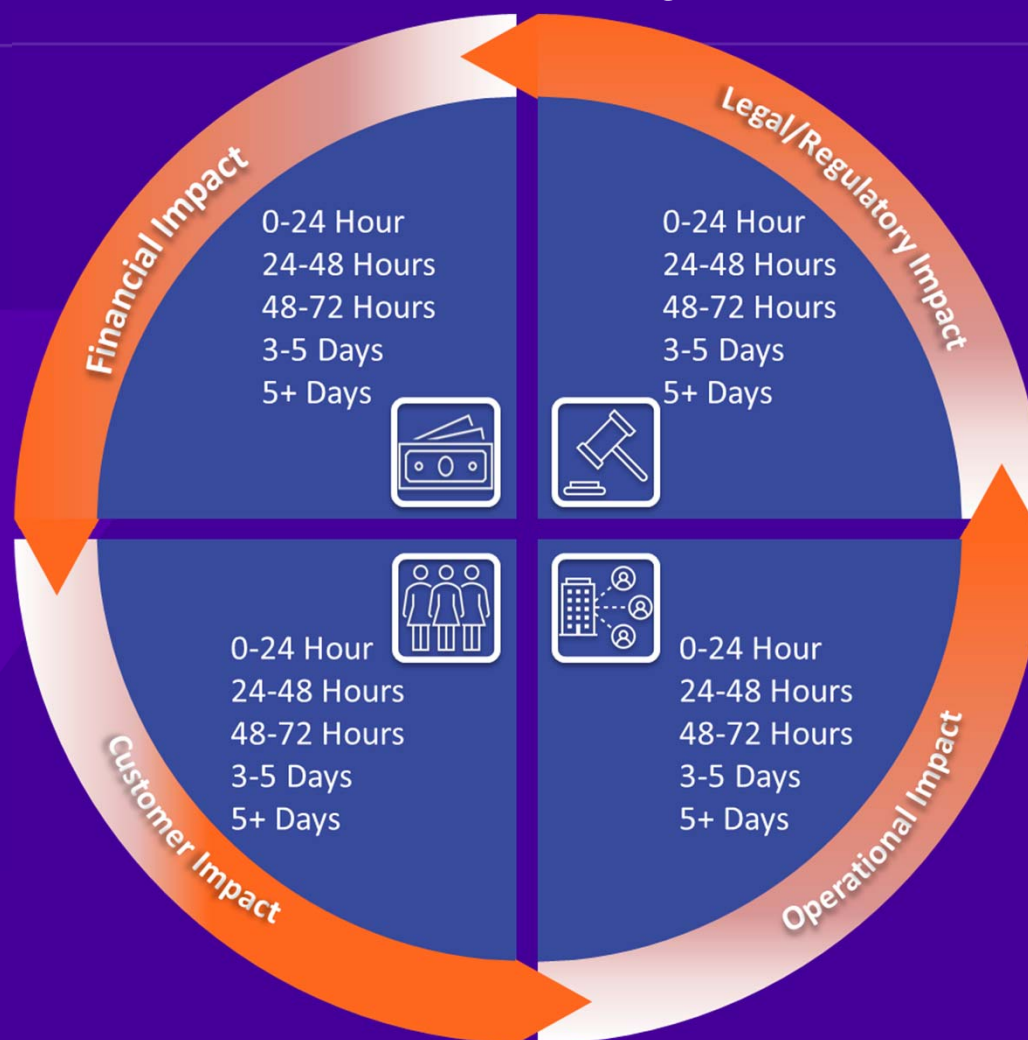 Financial Impact
0-24 Hour
24-48 Hours
48-72 Hours
3-5 Days
5+ Days
Legal/Regulatory Impact
0-24 Hour
24-48 Hours
48-72 Hours
3-5 Days
5+ Days
Customer Impact
0-24 Hour
24-48 Hours
48-72 Hours
3-5 Days
5+ Days
Operational Impact
0-24 Hour
24-48 Hours
48-72 Hours
3-5 Days
5+ Days